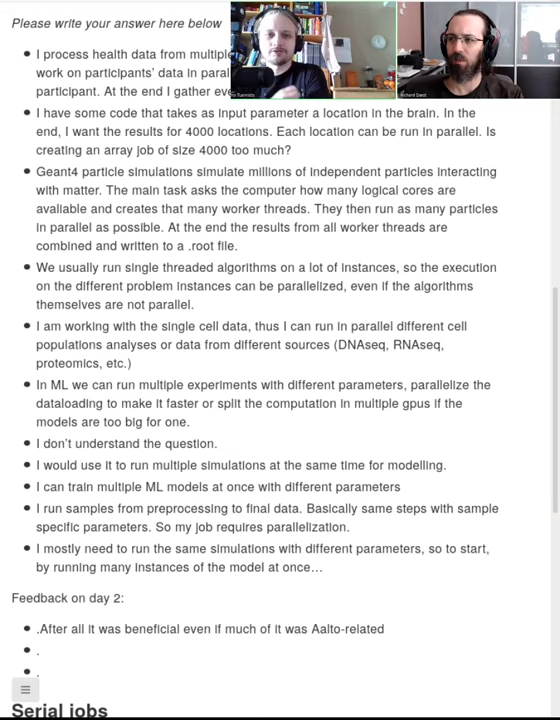 Please write your answer here below
I process health data from multiple
work on participants' data in paral
participant. At the end I gather eve
I have some code that takes as input parameter a location in the brain. In the
end, I want the results for 4000 locations. Each location can be run in parallel. Is
creating an array job of size 4000 too much?
Geant4 particle simulations simulate millions of independent particles interacting
with matter. The main task asks the computer how many logical cores are
avaliable and creates that many worker threads. They then run as many particles
in parallel as possible. At the end the results from all worker threads are
combined and written to a .root file.
We usually run single threaded algorithms on a lot of instances, so the execution
on the different problem instances can be parallelized, even if the algorithms
themselves are not parallel.
I am working with the single cell data, thus I can run in parallel different cell
populations analyses or data from different sources (DNAseq, RNAseq,
proteomics, etc.)
In ML we can run multiple experiments with different parameters, parallelize the
dataloading to make it faster or split the computation in multiple gpus if the
models are too big for one.
I don't understand the question.
I would use it to run multiple simulations at the same time for modelling.
I can train multiple ML models at once with different parameters
I run samples from preprocessing to final data. Basically same steps with sample
specific parameters. So my job requires parallelization.
I mostly need to run the same simulations with different parameters, so to start,
by running many instances of the model at once…
Feedback on day 2:
.After all it was beneficial even if much of it was Aalto-related
.
.
Serial jobs